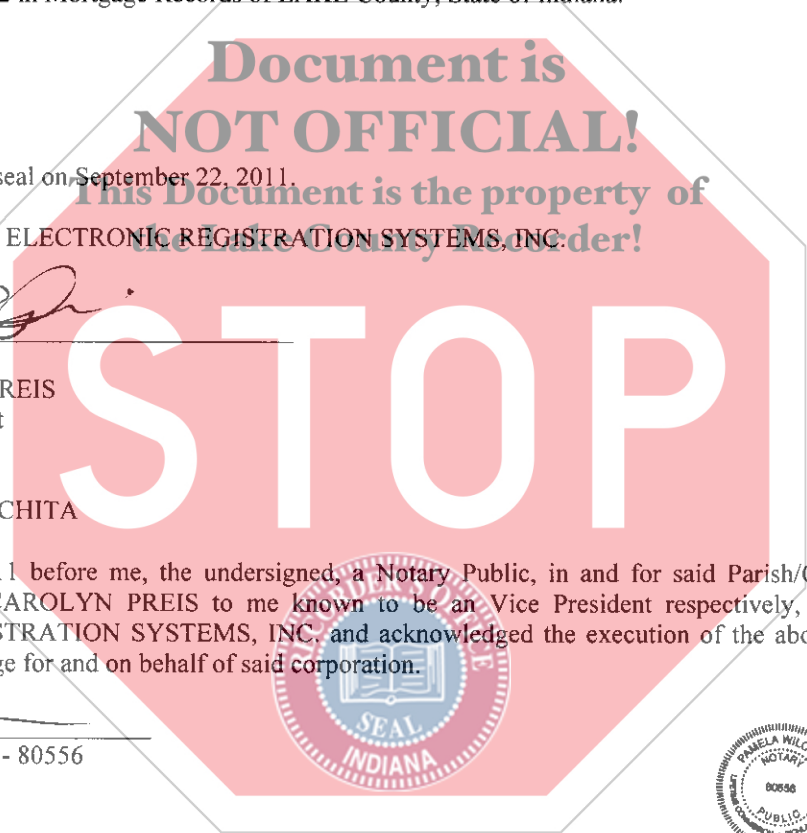 2 in Mortgage Records of LAKE County, State of Indiana.
Document is
NOT OFFICIAL!
seal on September 22, 2011.
This Document is the property of
ELECTRONIC REGISTRATION SYSTEMS, INC.
the Lake County Recorder!
STOP
REIS
t
CHITA
1 before me, the undersigned, a Notary Public, in and for said Parish/
CAROLYN PREIS to me known to be an Vice President respectively,
STRATION SYSTEMS, INC. and acknowledged the execution of the abo
ge for and on behalf of said corporation.
RECORDER'S OFFICE
SEAL
INDIANA
- 80556
PAMELA WILC
NOTARY
80556
PUBLIC